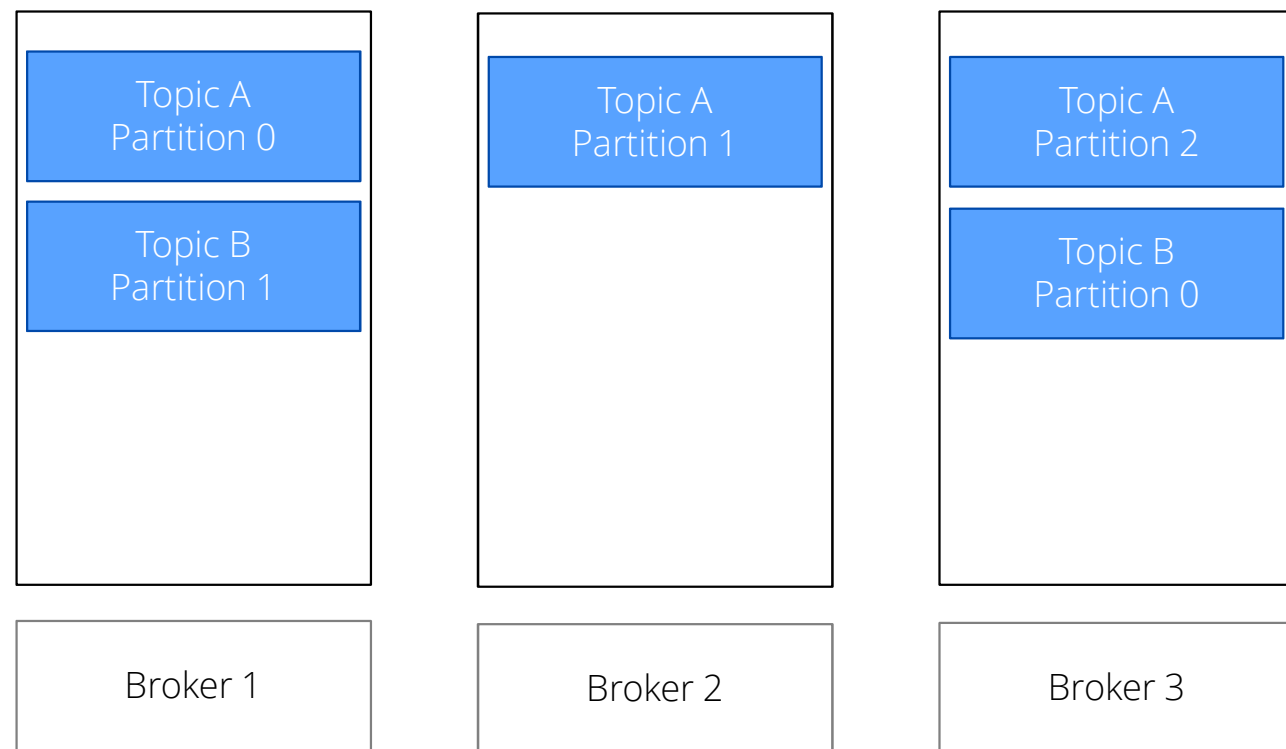 Topic A
Partition 0
Topic B
Partition 1
Broker 1
Topic A
Partition 1
Broker 2
Topic A
Partition 2
Topic B
Partition 0
Broker 3